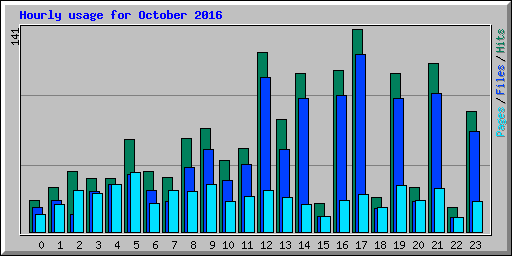 Hourly usage for October 2016
141
Pages/Files/Hits
0 1 2 3 4 5 6 7 8 9 10 11 12 13 14 15 16 17 18 19 20 21 22 23